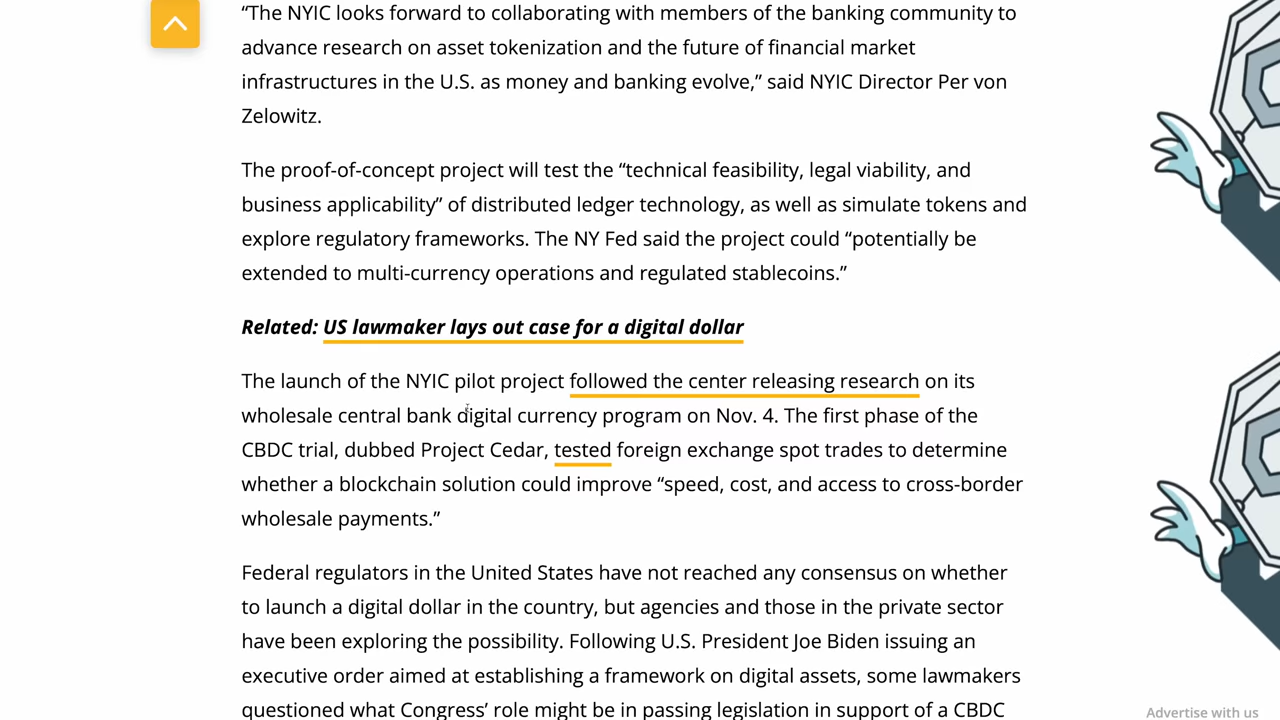 “The NYIC looks forward to collaborating with members of the banking community to
advance research on asset tokenization and the future of financial market
infrastructures in the U.S. as money and banking evolve,” said NYIC Director Per von
Zelowitz.
The proof-of-concept project will test the “technical feasibility, legal viability, and
business applicability” of distributed ledger technology, as well as simulate tokens and
explore regulatory frameworks. The NY Fed said the project could “potentially be
extended to multi-currency operations and regulated stablecoins.”
Related: US lawmaker lays out case for a digital dollar
The launch of the NYIC pilot project followed the center releasing research on its
wholesale central bank digital currency program on Nov. 4. The first phase of the
CBDC trial, dubbed Project Cedar, tested foreign exchange spot trades to determine
whether a blockchain solution could improve “speed, cost, and access to cross-border
wholesale payments.”
Federal regulators in the United States have not reached any consensus on whether
to launch a digital dollar in the country, but agencies and those in the private sector
have been exploring the possibility. Following U.S. President Joe Biden issuing an
executive order aimed at establishing a framework on digital assets, some lawmakers
questioned what Congress’ role might be in passing legislation in support of a CBDC
Advertise with us